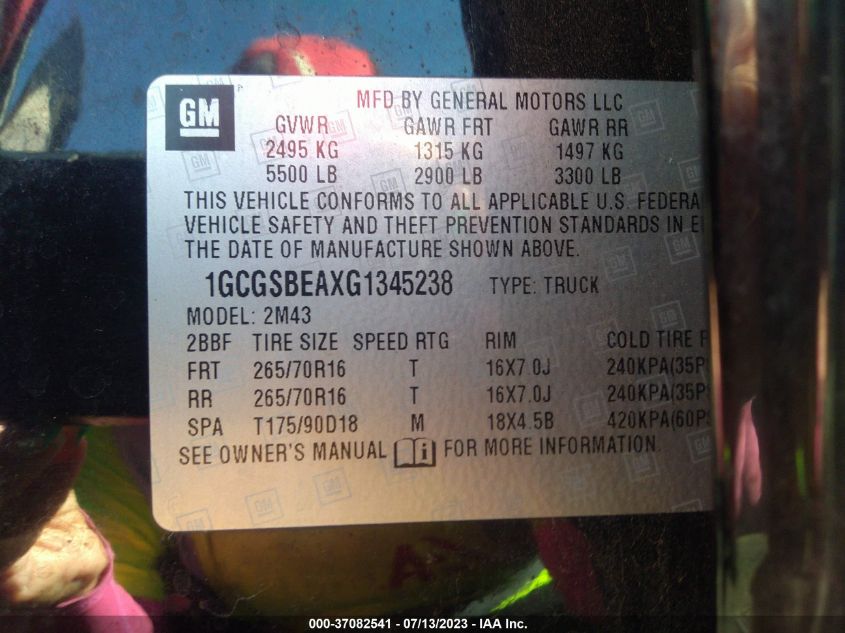 GM
MFD BY GENERAL MOTORS LLC
GVWR GAWR FRT GAWR RR
2495 KG 1315 KG 1497 KG
5500 LB 2900 LB 3300 LB
THIS VEHICLE CONFORMS TO ALL APPLICABLE U.S. FEDERA
VEHICLE SAFETY AND THEFT PREVENTION STANDARDS IN E
THE DATE OF MANUFACTURE SHOWN ABOVE.
1GCGSBEAXG1345238 TYPE: TRUCK
MODEL: 2M43
2BBF TIRE SIZE SPEED RTG RIM COLD TIRE P
FRT 265/70R16 T 16X7.0J 240KPA(35P
RR 265/70R16 T 16X7.0J 240KPA(35PS
SPA T175/90D18 M 18X4.5B 420KPA(60PS
SEE OWNER'S MANUAL FOR MORE INFORMATION.
000-37082541 - 07/13/2023 - IAA Inc.